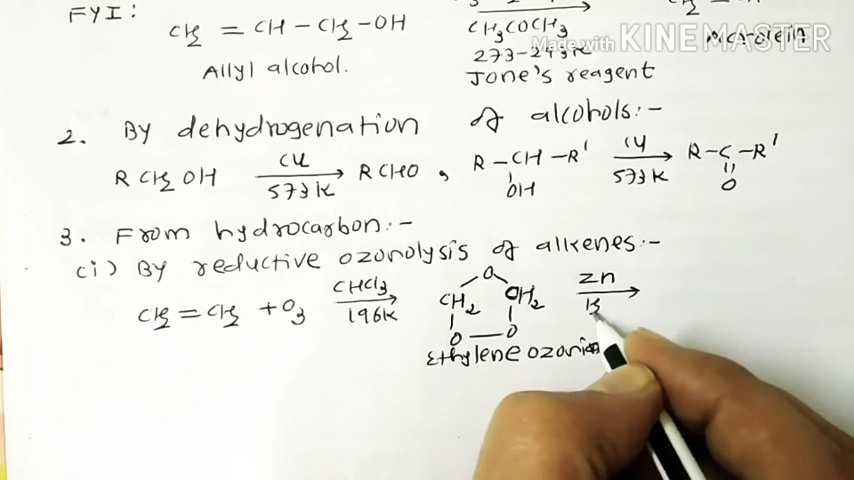 FYI:
CH2 = CH - CH2 - OH
CH3COCH3
Made with KINEMASTER
273-293K
Allyl alcohol.
Jone's reagent
2. By dehydrogenation of alcohols:-
R CH2 OH Cu 573K RCHO , R - CH - R' Cu 573K R - C - R'
OH O
3. From hydrocarbon:-
(i) By reductive ozonolysis of alkenes:-
CH2 = CH2 + O3 CHCl3 196K CH2 O CH2 Zn
O - O
Ethylene ozonide